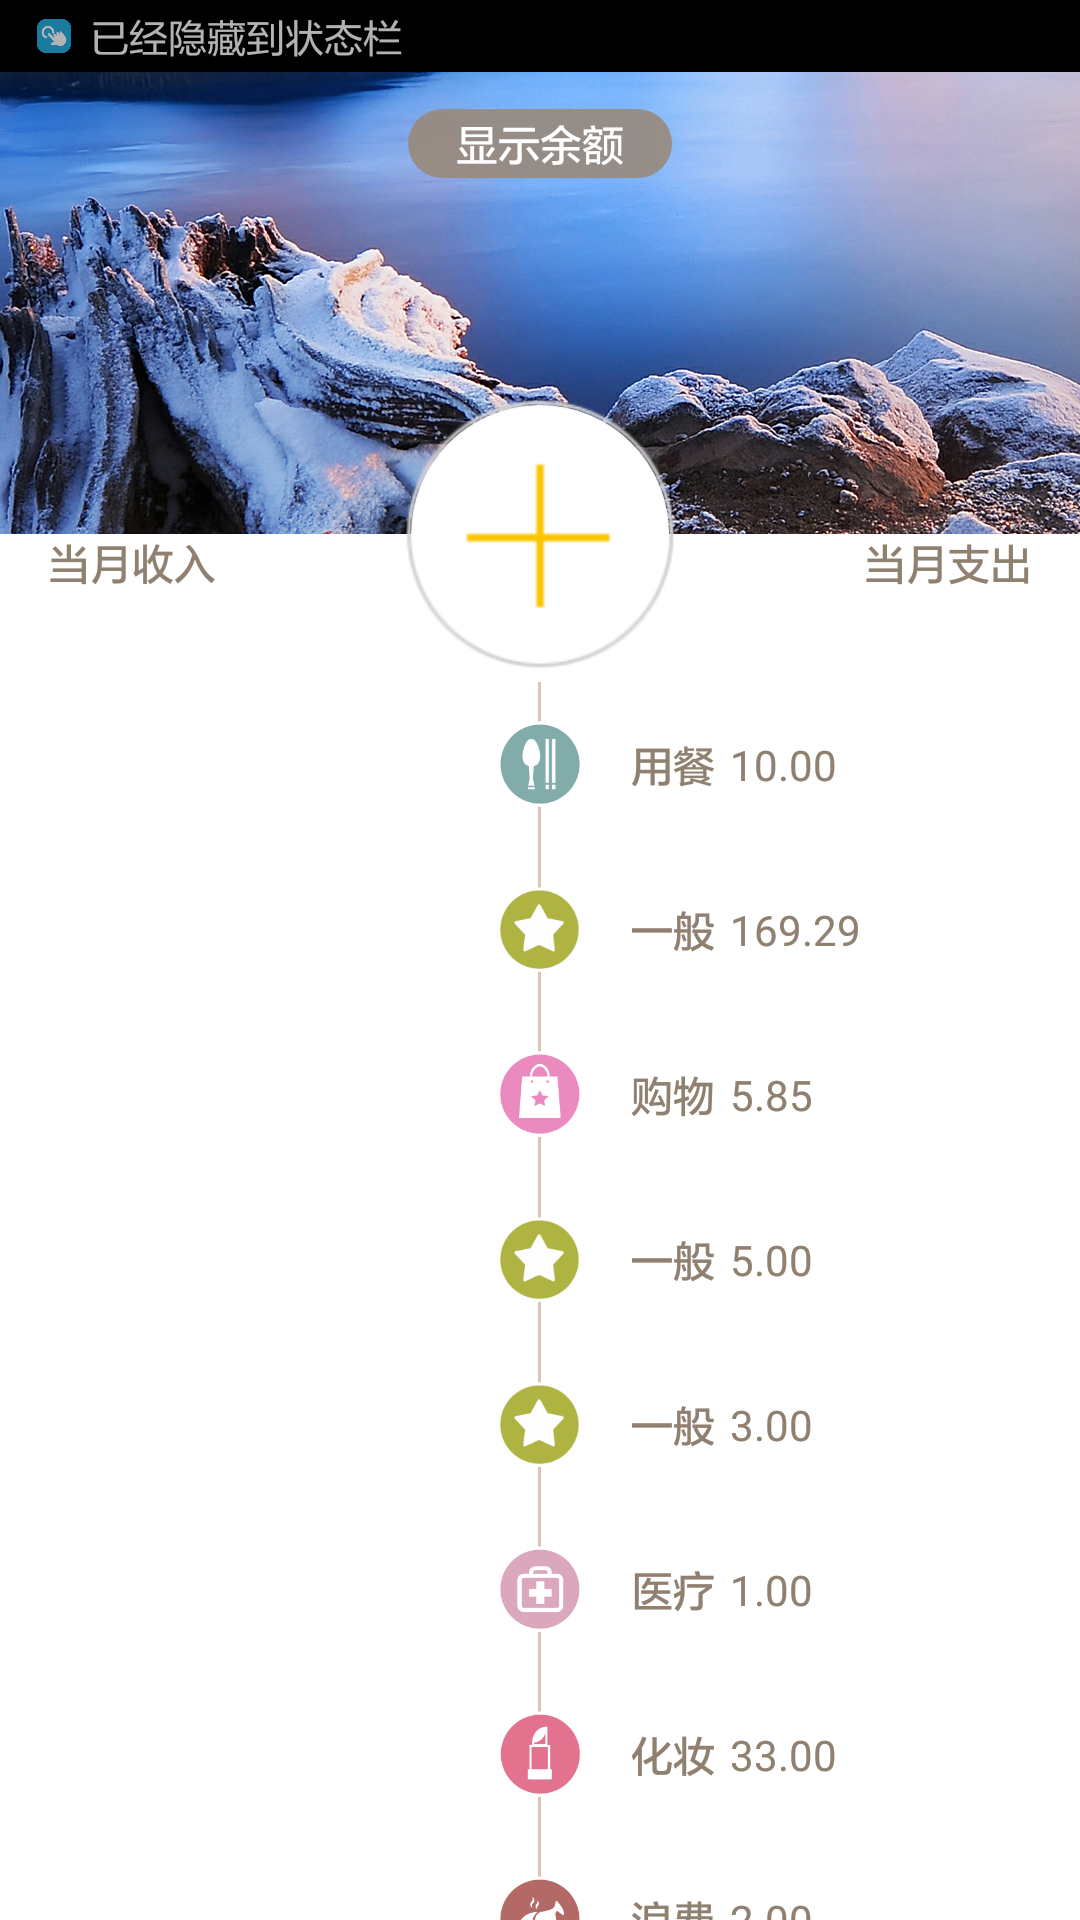 已经隐藏到状态栏
显示余额
当月收入
当月支出
用餐 10.00
一般 169.29
购物 5.85
一般 5.00
一般 3.00
医疗 1.00
化妆 33.00
浪费 2.00